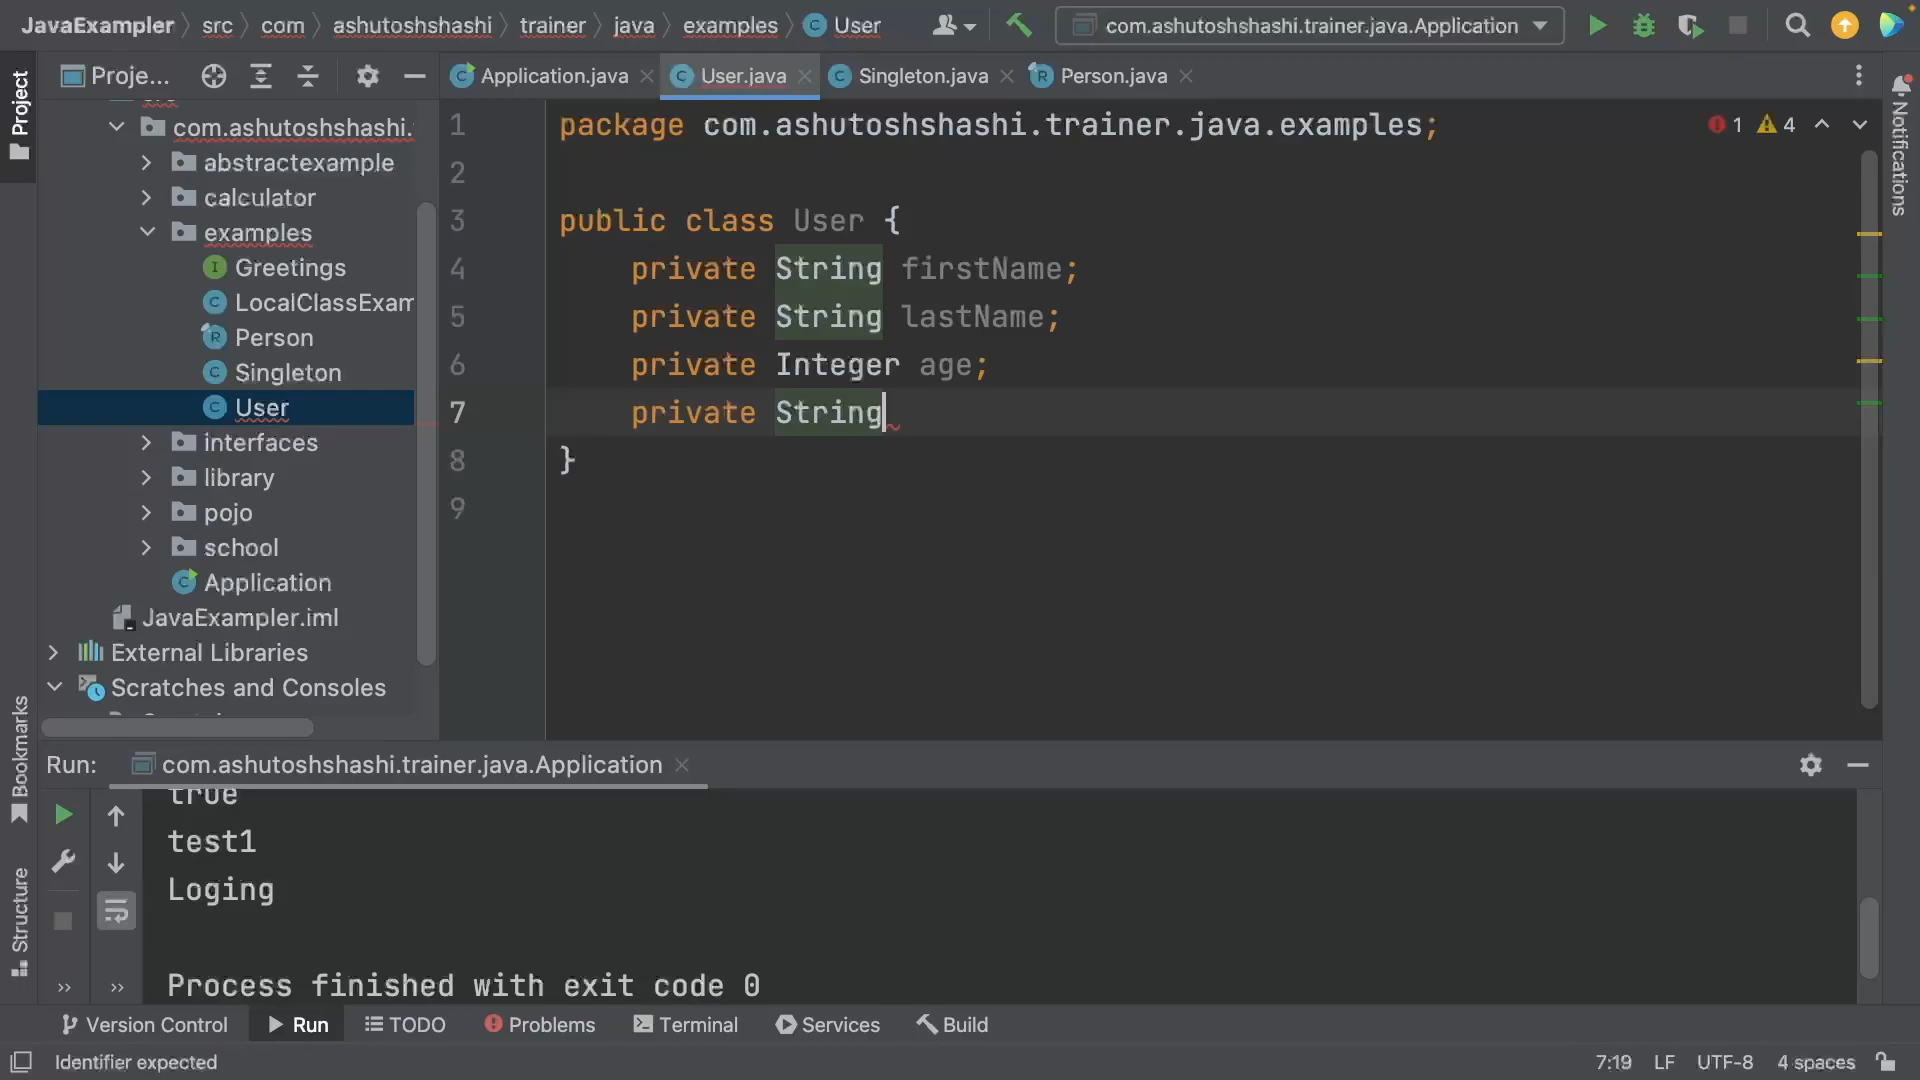 JavaExampler src com ashutoshshashi trainer java examples User com.ashutoshshashi.trainer.java.Application
Project
Proje...
Application.java User.java Singleton.java Person.java
Notifications
com.ashutoshshashi.
abstractexample
calculator
examples
Greetings
LocalClassExam
Person
Singleton
User
interfaces
library
pojo
school
Application
JavaExampler.iml
External Libraries
Scratches and Consoles
1 package com.ashutoshshashi.trainer.java.examples; 1 4
2
3 public class User {
4 private String firstName;
5 private String lastName;
6 private Integer age;
7 private String
8 }
9
Bookmarks
Structure
Run: com.ashutoshshashi.trainer.java.Application
true
test1
Loging
Process finished with exit code 0
Version Control Run TODO Problems Terminal Services Build
Identifier expected 7:19 LF UTF-8 4 spaces